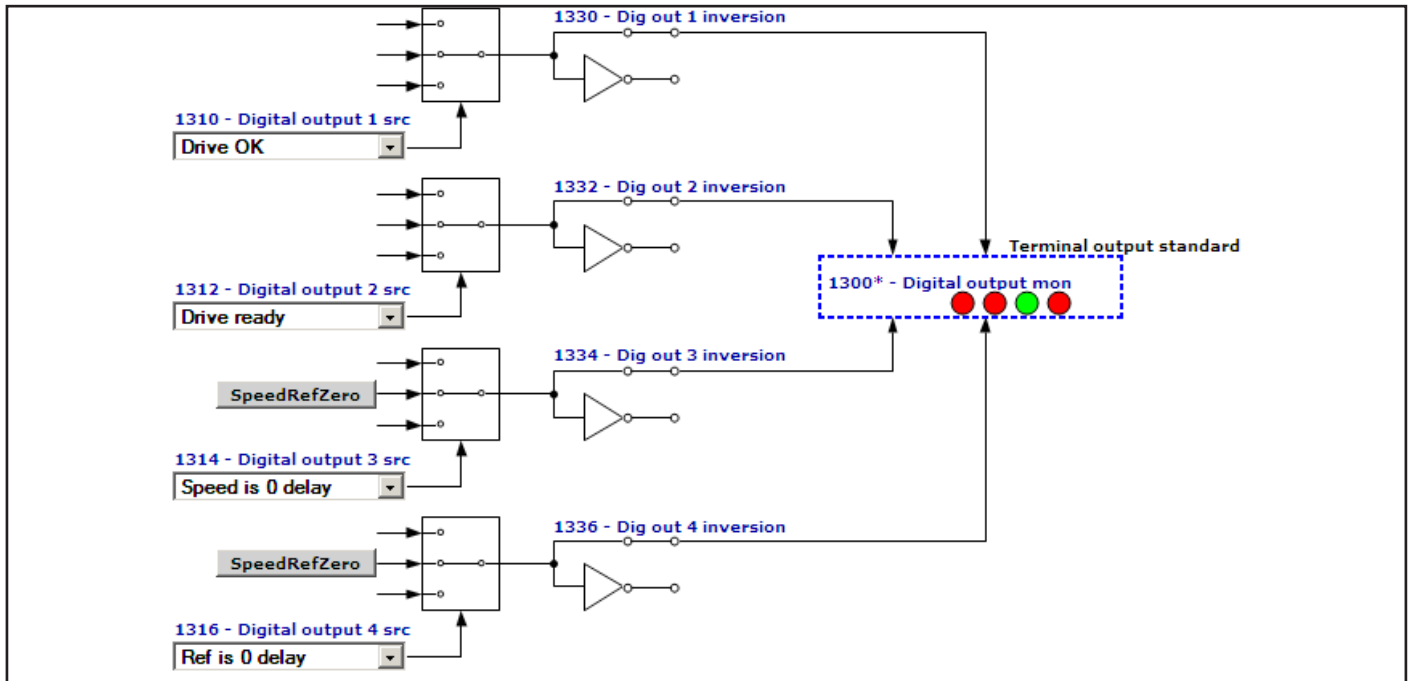 1330 - Dig out 1 inversion
1310 - Digital output 1 src
Drive OK
1332 - Dig out 2 inversion
1312 - Digital output 2 src
Drive ready
Terminal output standard
1300* - Digital output mon
1334 - Dig out 3 inversion
SpeedRefZero
1314 - Digital output 3 src
Speed is 0 delay
1336 - Dig out 4 inversion
SpeedRefZero
1316 - Digital output 4 src
Ref is 0 delay